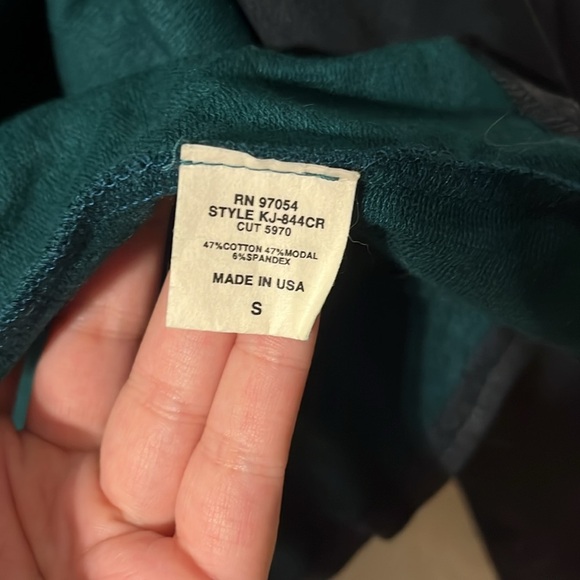 RN 97054
STYLE KJ-844CR
CUT 5970
47%COTTON 47%MODAL
6%SPANDEX
MADE IN USA
S